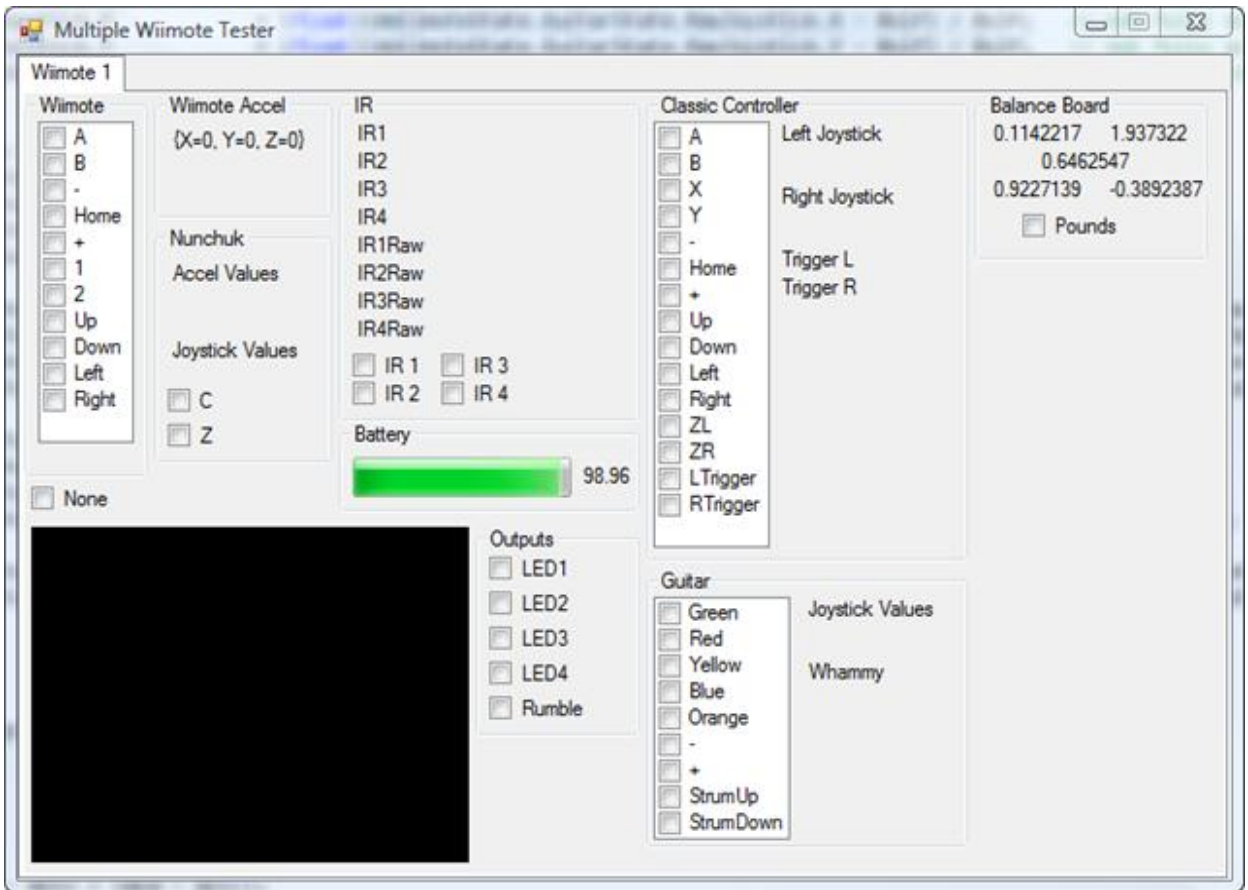 Multiple Wiimote Tester
Wiimote 1
Wiimote
A
B
-
Home
+
1
2
Up
Down
Left
Right
None
Wiimote Accel
{X=0, Y=0, Z=0}
Nunchuk
Accel Values
Joystick Values
C
Z
IR
IR1
IR2
IR3
IR4
IR1Raw
IR2Raw
IR3Raw
IR4Raw
IR 1 IR 3
IR 2 IR 4
Battery
98.96
Outputs
LED1
LED2
LED3
LED4
Rumble
Classic Controller
A
B
X
Y
-
Home
+
Up
Down
Left
Right
ZL
ZR
LTrigger
RTrigger
Left Joystick
Right Joystick
Trigger L
Trigger R
Guitar
Green
Red
Yellow
Blue
Orange
-
+
StrumUp
StrumDown
Joystick Values
Whammy
Balance Board
0.1142217 1.937322
0.6462547
0.9227139 -0.3892387
Pounds